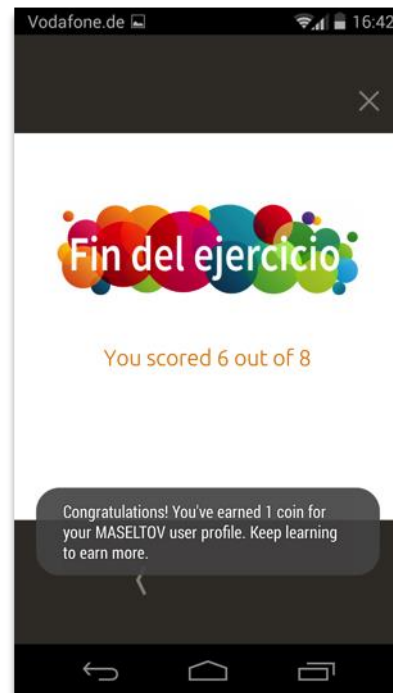 Vodafone.de 16:42
Fin del ejercicio
You scored 6 out of 8
Congratulations! You've earned 1 coin for
your MASELTOV user profile. Keep learning
to earn more.